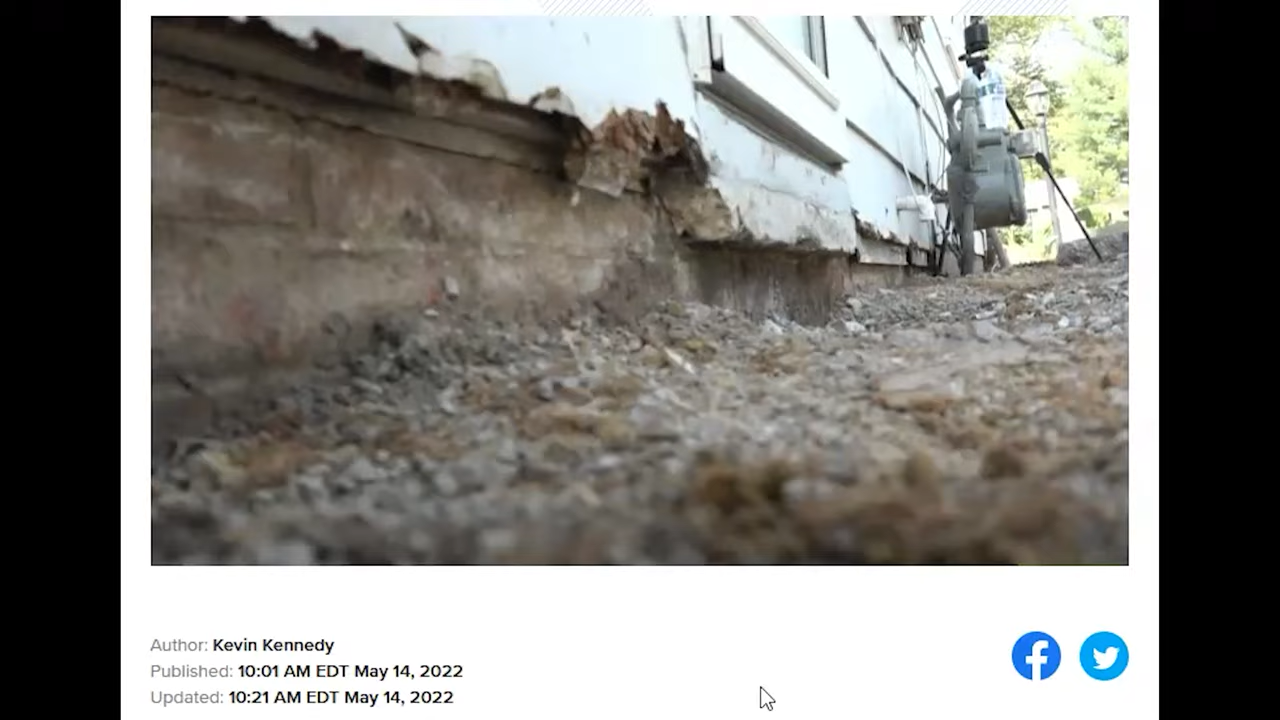 Author: Kevin Kennedy
Published: 10:01 AM EDT May 14, 2022
Updated: 10:21 AM EDT May 14, 2022